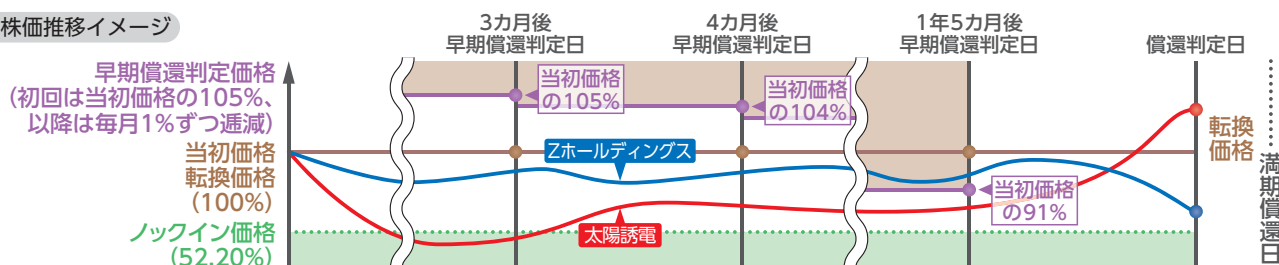 株価推移イメージ
3カ月後
早期償還判定日
4カ月後
早期償還判定日
1年5カ月後
早期償還判定日
償還判定日
早期償還判定価格
(初回は当初価格の105%、
以降は毎月1%ずつ逓減)
当初価格
転換価格
(100%)
ノックイン価格
(52.20%)
当初価格
の105%
当初価格
の104%
当初価格
の91%
Zホールディングス
太陽誘電
転換
価格
満期償還日